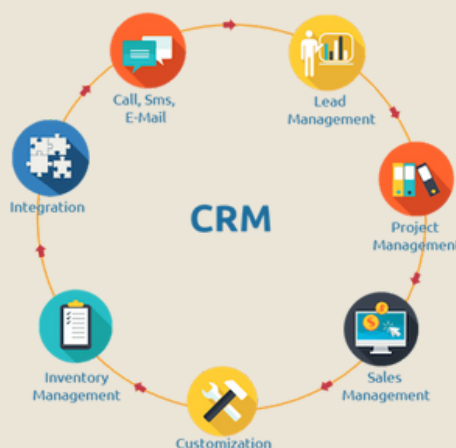 Call, Sms,
E-Mail
Lead
Management
Integration
CRM
Project
Management
Inventory
Management
Sales
Management
Customization